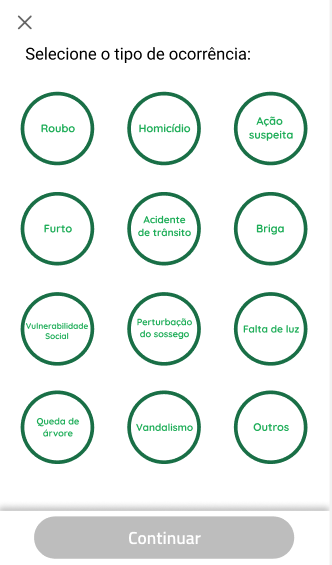 Selecione o tipo de ocorrência:
Roubo
Homicídio
Ação
suspeita
Furto
Acidente
de trânsito
Briga
Vulnerabilidade
Social
Perturbação
do sossego
Falta de luz
Queda de
árvore
Vandalismo
Outros
Continuar